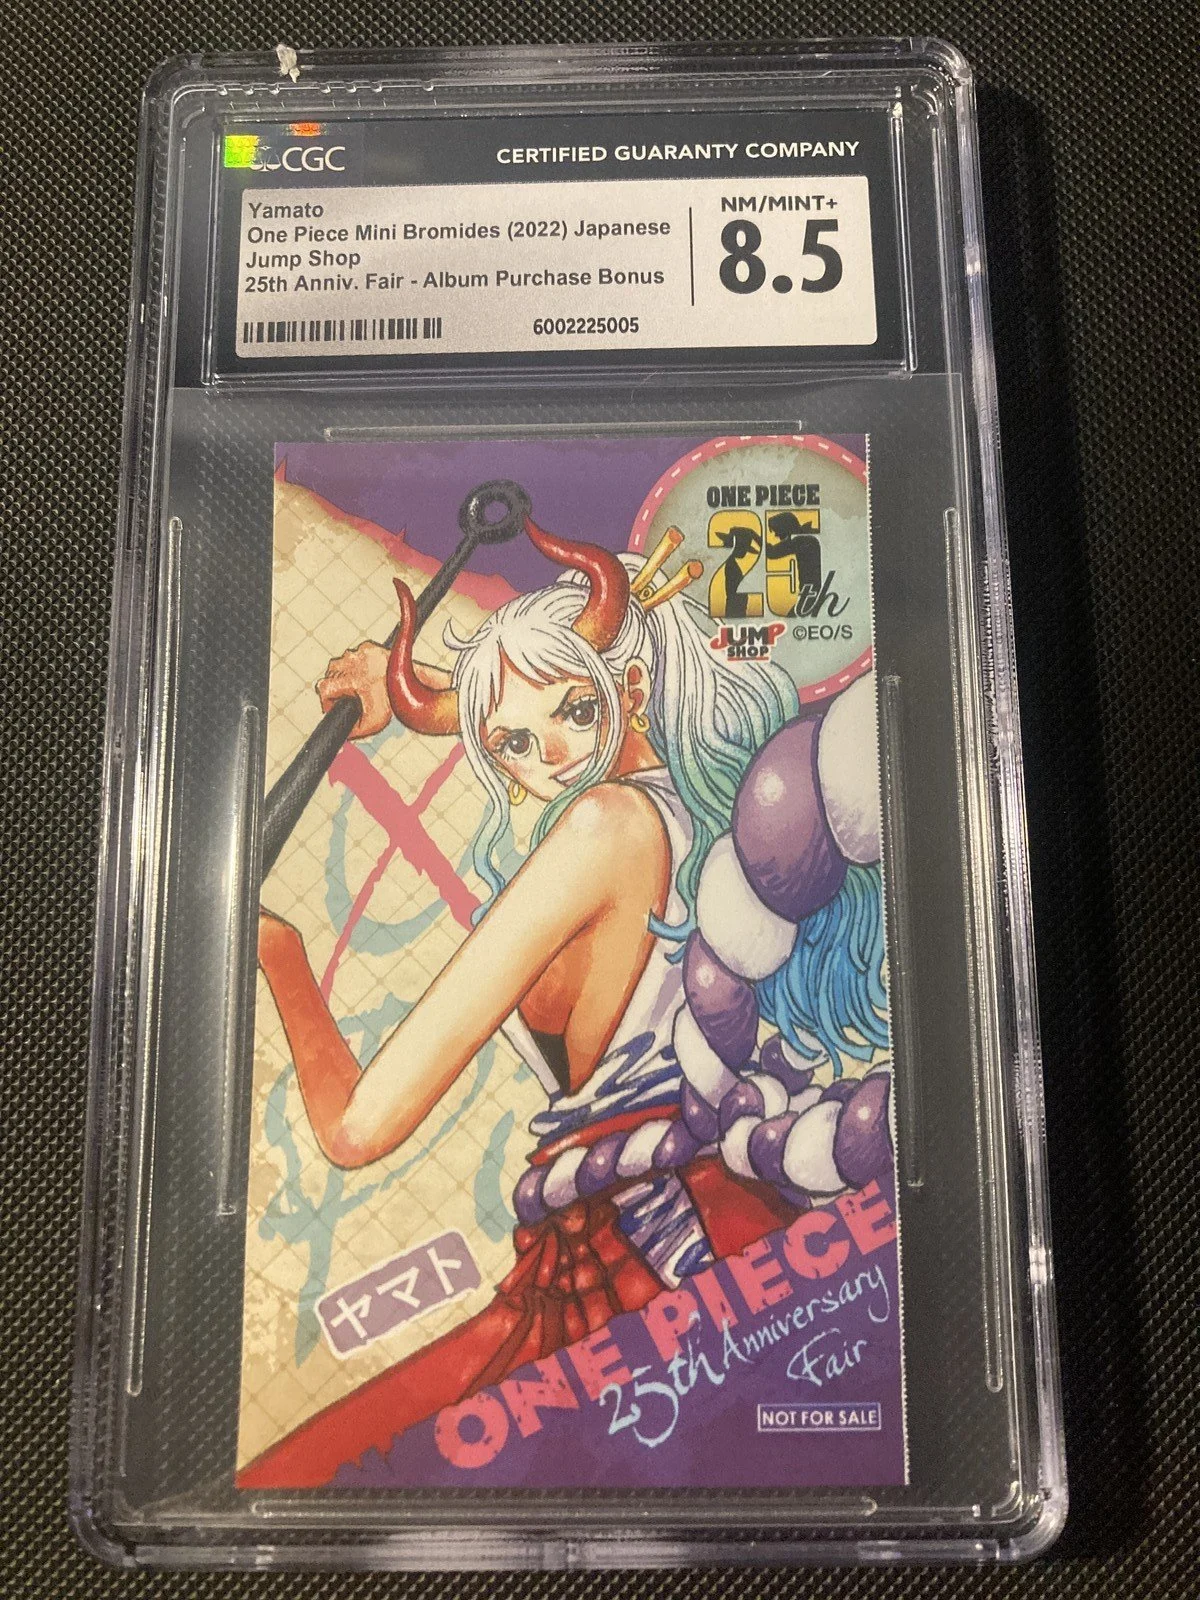 CGC
CERTIFIED GUARANTY COMPANY
Yamato
One Piece Mini Bromides (2022) Japanese
Jump Shop
25th Anniv. Fair - Album Purchase Bonus
6002225005
NM/MINT+
8.5
ONE PIECE
25th
JUMP
SHOP
©EO/S
ヤマト
ONE PIECE
25th Anniversary
Fair
NOT FOR SALE